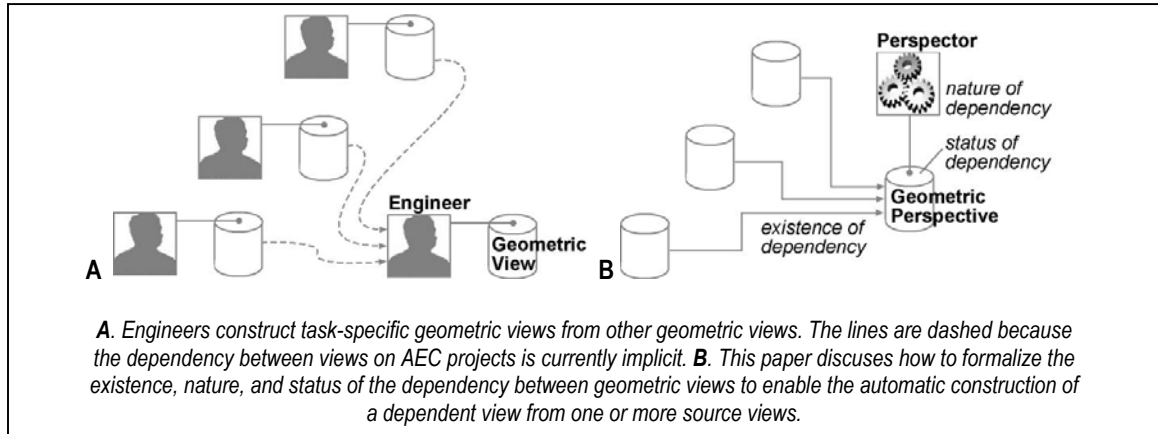 Engineer
Geometric
View
A
Perspector
nature of
dependency
status of
dependency
Geometric
Perspective
existence of
dependency
B
A. Engineers construct task-specific geometric views from other geometric views. The lines are dashed because
the dependency between views on AEC projects is currently implicit. B. This paper discuses how to formalize the
existence, nature, and status of the dependency between geometric views to enable the automatic construction of
a dependent view from one or more source views.